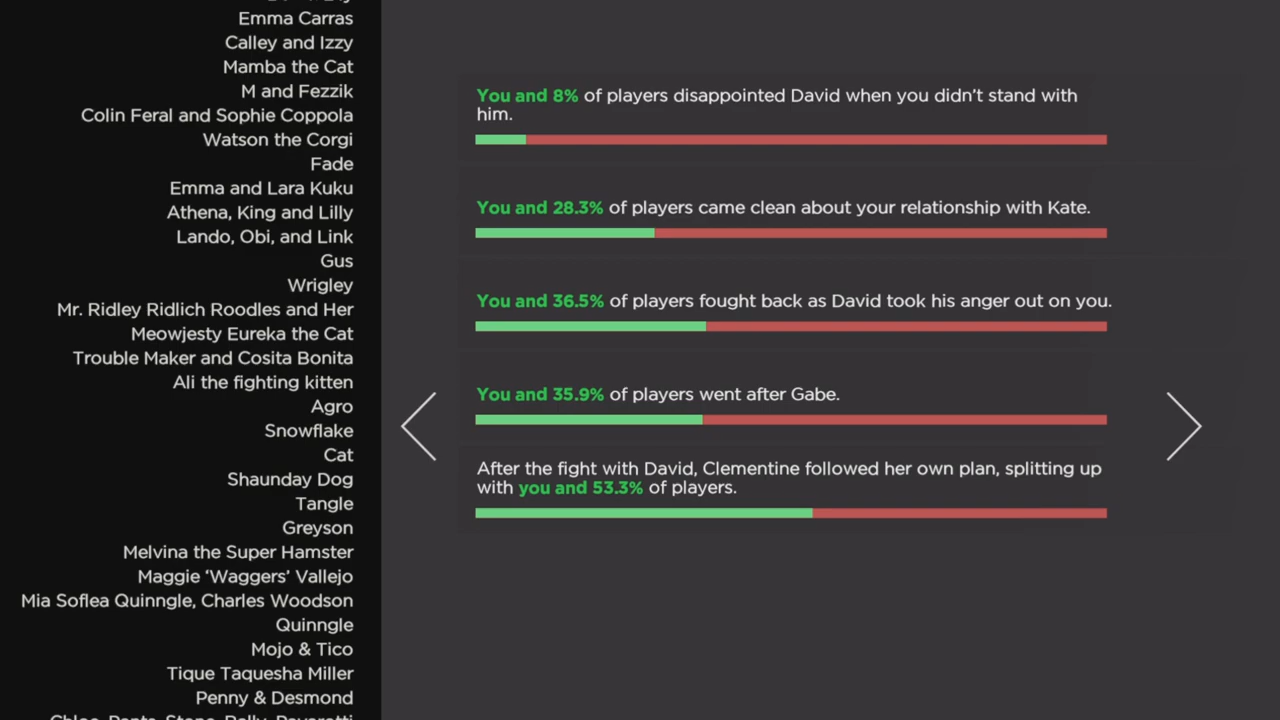 Emma Carras
Calley and Izzy
Mamba the Cat
M and Fezzik
Colin Feral and Sophie Coppola
Watson the Corgi
Fade
Emma and Lara Kuku
Athena, King and Lilly
Lando, Obi, and Link
Gus
Wrigley
Mr. Ridley Ridlich Roodles and Her
Meowjesty Eureka the Cat
Trouble Maker and Cosita Bonita
Ali the fighting kitten
Agro
Snowflake
Cat
Shaunday Dog
Tangle
Greyson
Melvina the Super Hamster
Maggie ‘Waggers’ Vallejo
Mia Soflea Quinngle, Charles Woodson
Quinngle
Mojo & Tico
Tique Taquesha Miller
Penny & Desmond
You and 8% of players disappointed David when you didn’t stand with
him.
You and 28.3% of players came clean about your relationship with Kate.
You and 36.5% of players fought back as David took his anger out on you.
You and 35.9% of players went after Gabe.
After the fight with David, Clementine followed her own plan, splitting up
with you and 53.3% of players.